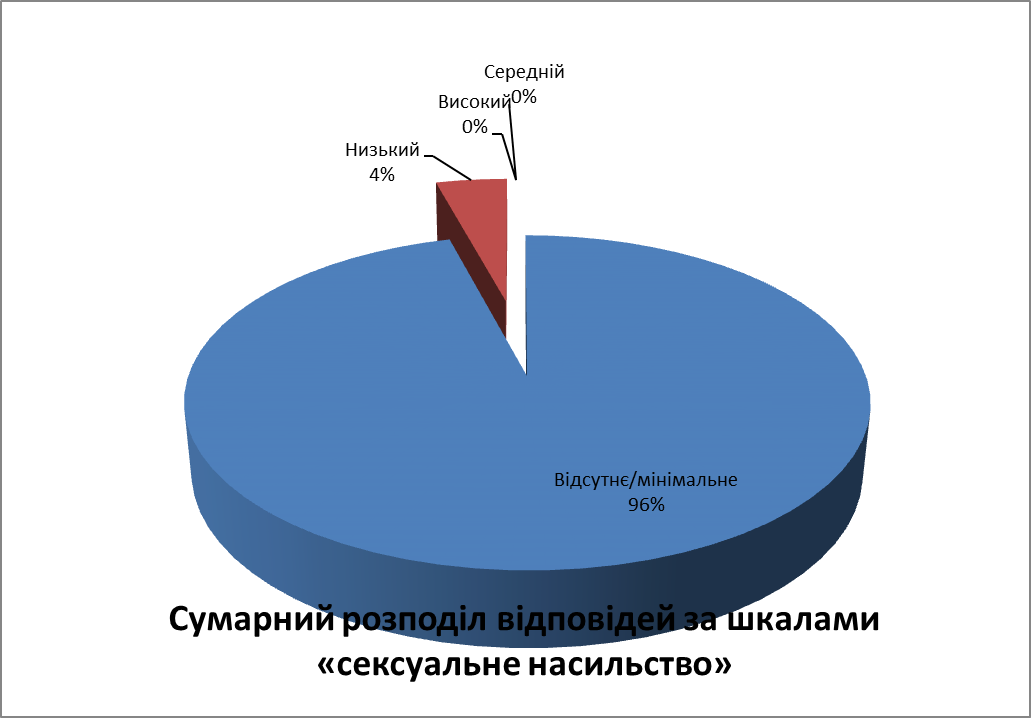 Середній
0%
Високий
0%
Низький
4%
Відсутнє/мінімальне
96%
Сумарний розподіл відповідей за шкалами
«сексуальне насильство»